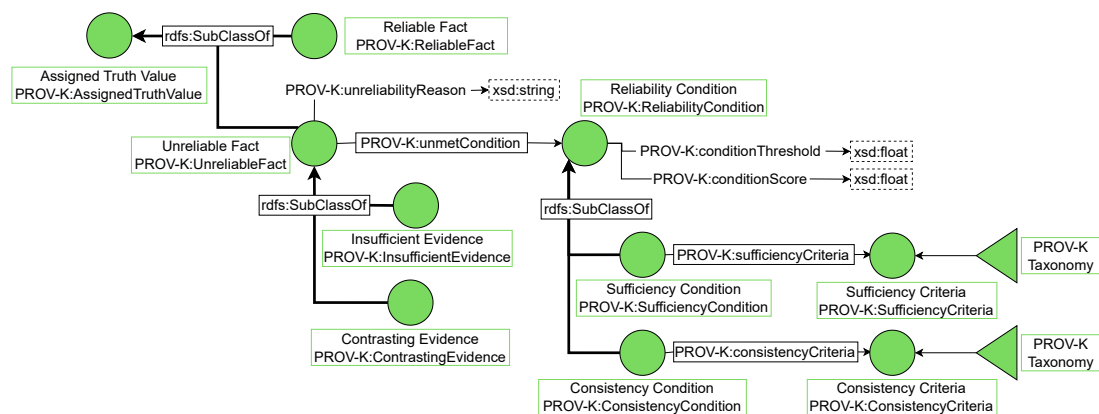 rdfs:SubClassOf
Reliable Fact
PROV-K:ReliableFact
Assigned Truth Value
PROV-K:AssignedTruthValue
PROV-K:unreliabilityReason
xsd:string
Reliability Condition
PROV-K:ReliabilityCondition
Unreliable Fact
PROV-K:UnreliableFact
PROV-K:unmetCondition
PROV-K:conditionThreshold
xsd:float
PROV-K:conditionScore
xsd:float
rdfs:SubClassOf
rdfs:SubClassOf
Insufficient Evidence
PROV-K:InsufficientEvidence
PROV-K:sufficiencyCriteria
PROV-K
Taxonomy
Sufficiency Condition
PROV-K:SufficiencyCondition
Sufficiency Criteria
PROV-K:SufficiencyCriteria
Contrasting Evidence
PROV-K:ContrastingEvidence
PROV-K:consistencyCriteria
PROV-K
Taxonomy
Consistency Condition
PROV-K:ConsistencyCondition
Consistency Criteria
PROV-K:ConsistencyCriteria